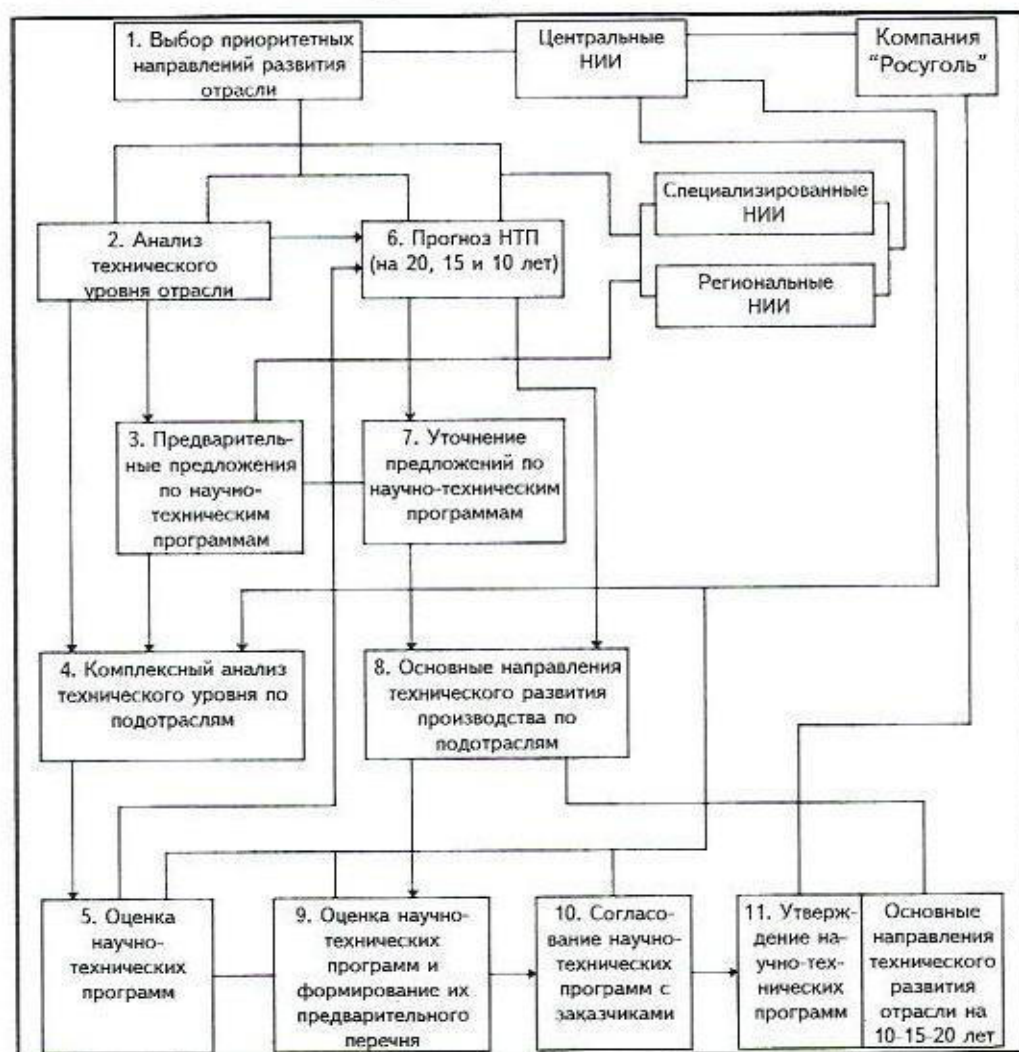 1. Выбор приоритетных
направлений развития
отрасли
Центральные
НИИ
Компания
"Росуголь"
2. Анализ
технического
уровня отрасли
6. Прогноз НТП
(на 20, 15 и 10 лет)
Специализированные
НИИ
Региональные
НИИ
3. Предваритель-
ные предложения
по научно-
техническим
программам
7. Уточнение
предложений по
научно-техническим
программам
4. Комплексный анализ
технического уровня по
подотраслям
8. Основные направления
технического развития
производства по
подотраслям
5. Оценка
научно-
технических
программ
9. Оценка научно-
технических
программ и
формирование их
предварительного
перечня
10. Согласо-
вание научно-
технических
программ с
заказчиками
11. Утверж-
дение на-
учно-тех-
нических
программ
Основные
направления
технического
развития
отрасли на
10-15-20 лет